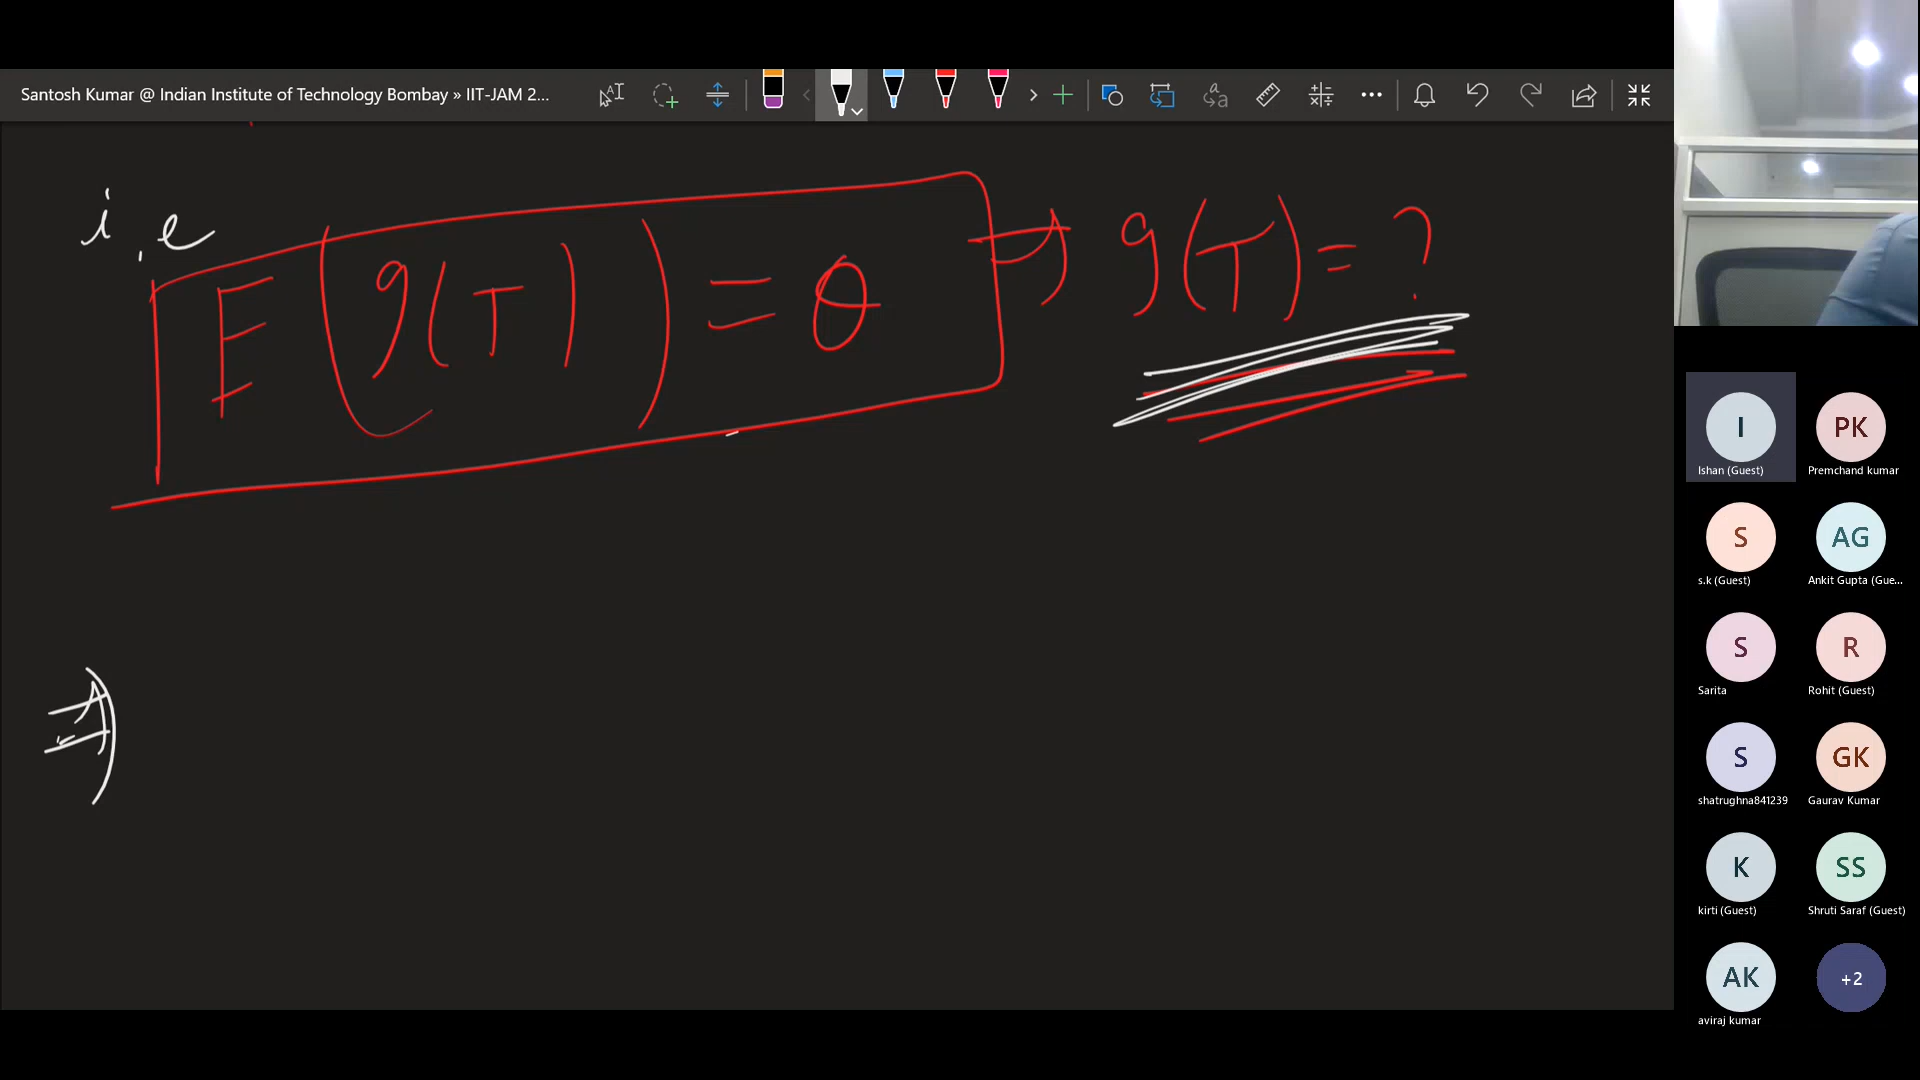 Santosh Kumar @ Indian Institute of Technology Bombay » IIT-JAM 2...
i.e
E(g(T)) = θ → g(T) = ?
⇒
I
Ishan (Guest)
PK
Premchand kumar
S
s.k (Guest)
AG
Ankit Gupta (Gue...
S
Sarita
R
Rohit (Guest)
S
shatrughna841239
GK
Gaurav Kumar
K
kirti (Guest)
SS
Shruti Saraf (Guest)
AK
aviraj kumar
+2